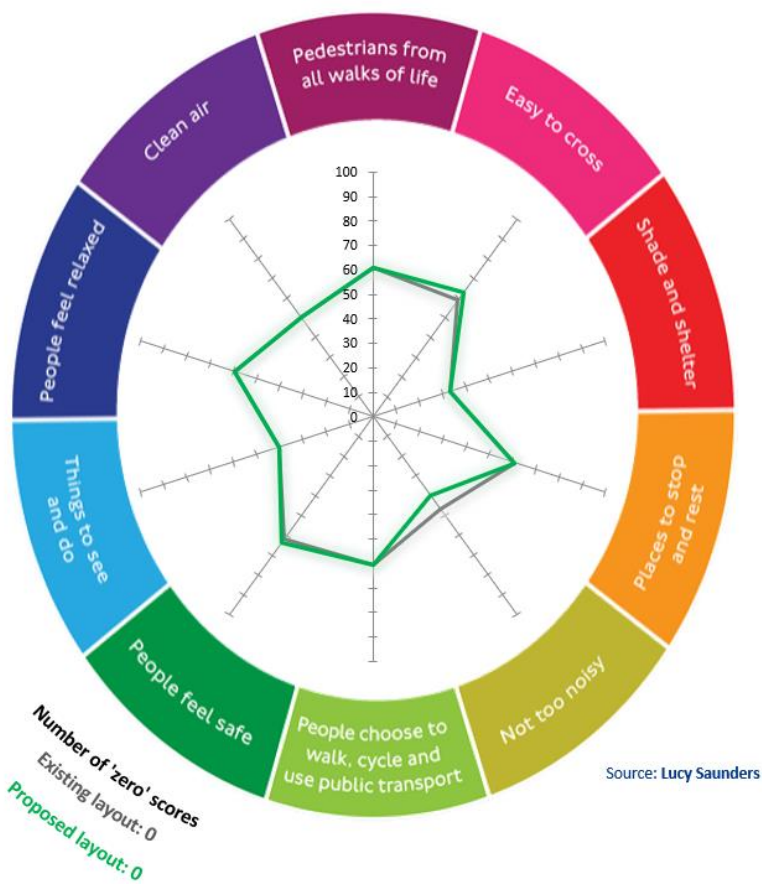 Pedestrians from
all walks of life
Easy to cross
Shade and shelter
Places to stop
and rest
Not too noisy
People choose to
walk, cycle and
use public transport
People feel safe
Things to see
and do
People feel relaxed
Clean air
100
90
80
70
60
50
40
30
20
10
0
Number of 'zero' scores
Existing layout: 0
Proposed layout: 0
Source: Lucy Saunders